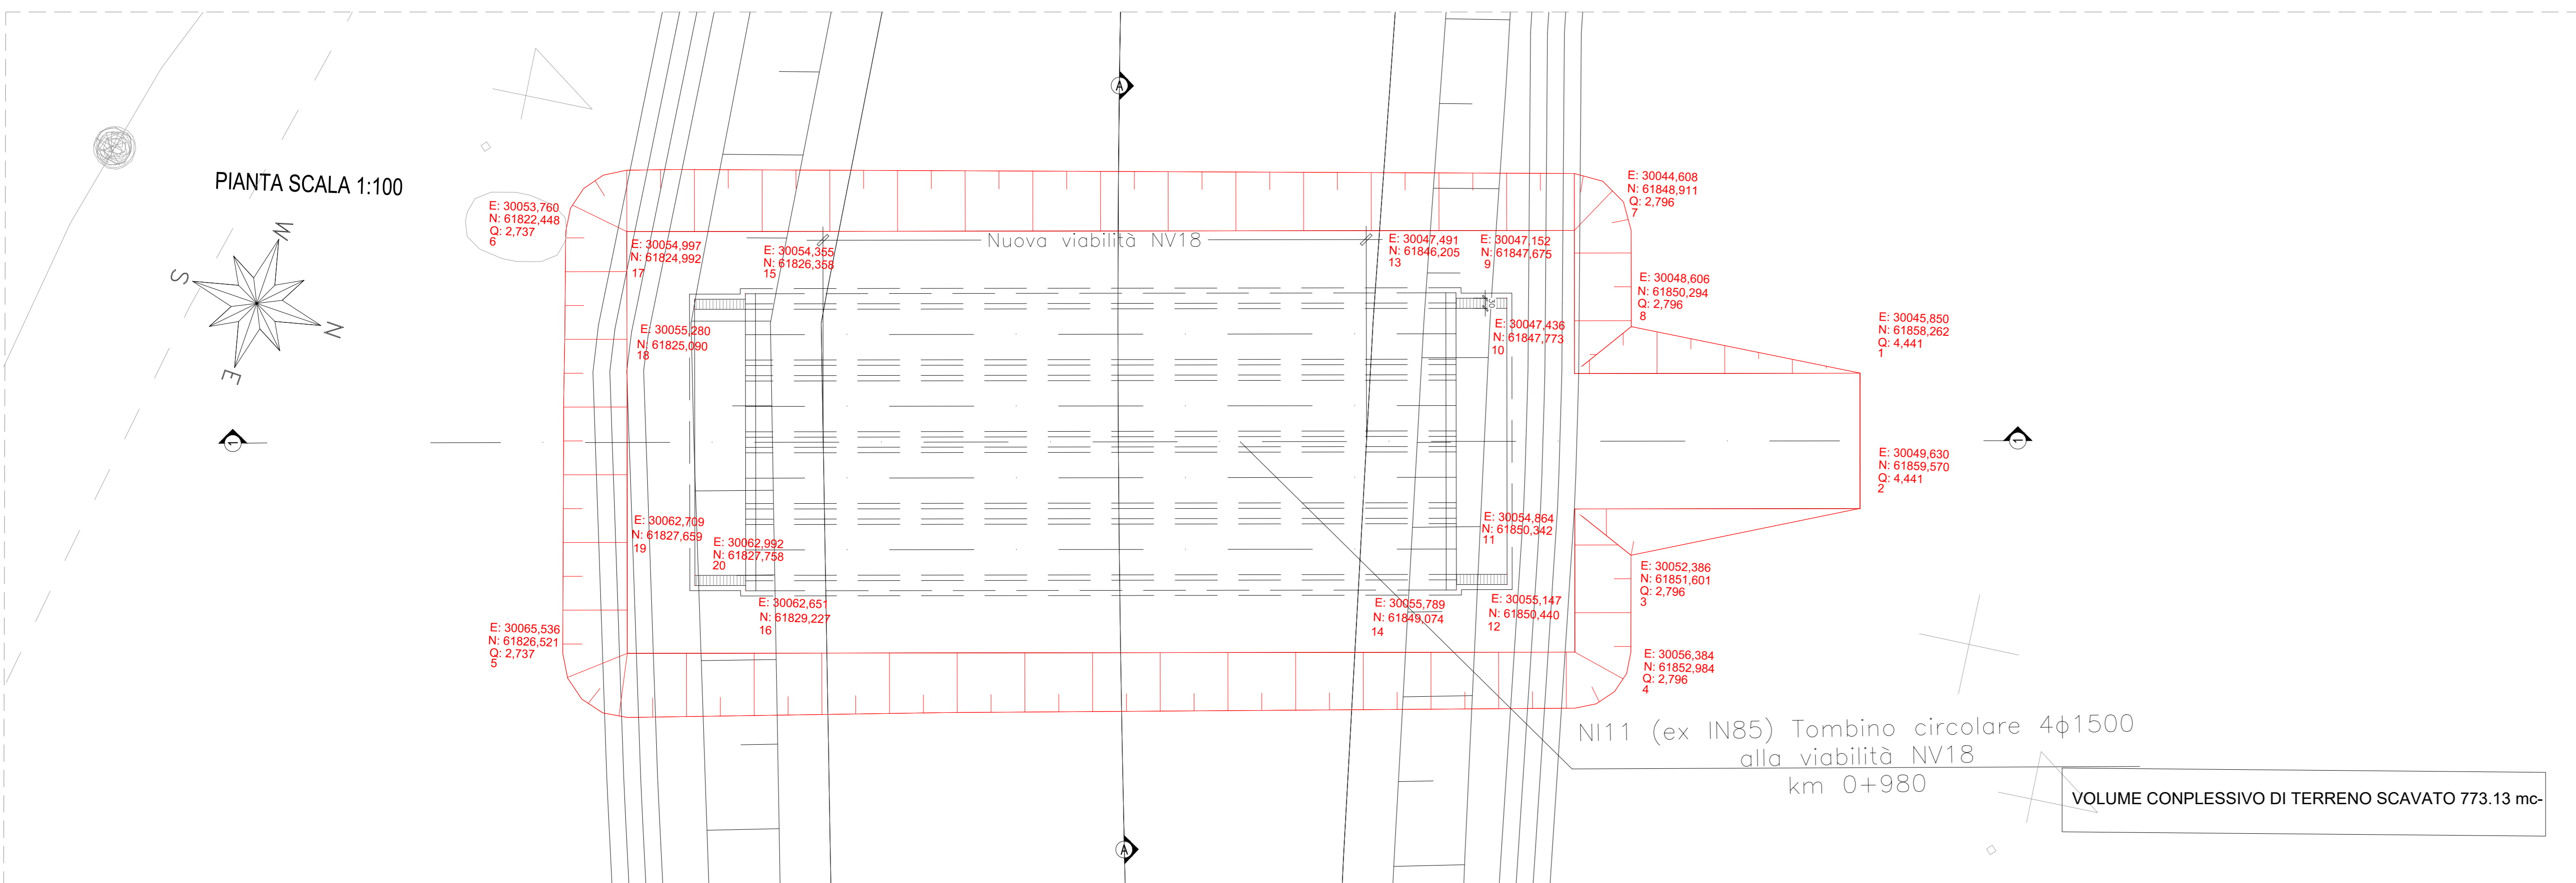 A
PIANTA SCALA 1:100
W
S
N
E
E: 30053,760
N: 61822,448
Q: 2,737
6
E: 30054,997
N: 61824,992
17
E: 30054,355
N: 61826,358
15
Nuova viabilità NV18
E: 30047,491
N: 61846,205
13
E: 30047,152
N: 61847,675
9
E: 30044,608
N: 61848,911
Q: 2,796
7
E: 30048,606
N: 61850,294
Q: 2,796
8
30
E: 30055,280
N: 61825,090
18
E: 30047,436
N: 61847,773
10
E: 30045,850
N: 61858,262
Q: 4,441
1
1
1
E: 30049,630
N: 61859,570
Q: 4,441
2
E: 30062,709
N: 61827,659
19
E: 30062,992
N: 61827,758
20
E: 30054,864
N: 61850,342
11
E: 30052,386
N: 61851,601
Q: 2,796
3
E: 30062,651
N: 61829,227
16
E: 30055,789
N: 61849,074
14
E: 30055,147
N: 61850,440
12
E: 30065,536
N: 61826,521
Q: 2,737
5
E: 30056,384
N: 61852,984
Q: 2,796
4
NI11 (ex IN85) Tombino circolare 4ϕ1500
alla viabilità NV18
km 0+980
VOLUME CONPLESSIVO DI TERRENO SCAVATO 773.13 mc-
A